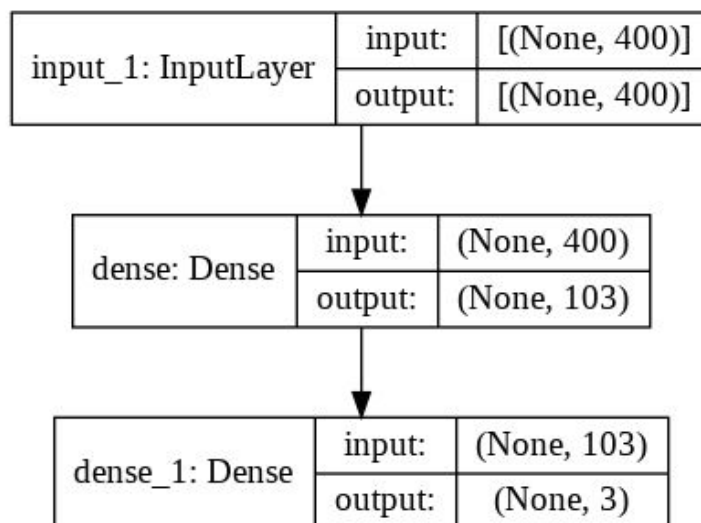 input_1: InputLayer
input: [(None, 400)]
output: [(None, 400)]
dense: Dense
input: (None, 400)
output: (None, 103)
dense_1: Dense
input: (None, 103)
output: (None, 3)